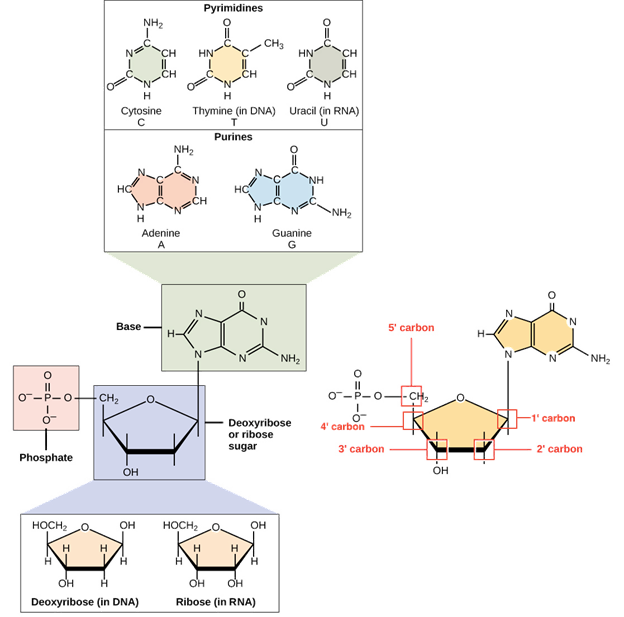 Pyrimidines
NH₂
C
N
CH
C
CH
O
N
H
Cytosine
C
O
C
CH₃
HN
C
C
CH
O
N
H
Thymine (in DNA)
T
O
C
HN
CH
C
CH
O
N
H
Uracil (in RNA)
U
Purines
NH₂
N
C
C
N
HC
C
CH
N
N
H
Adenine
A
O
N
C
C
NH
HC
C
C
N
N
NH₂
H
Guanine
G
Base
O
N
N
H
N
N
NH₂
O
O⁻
P
O
CH₂
O⁻
O
OH
Phosphate
Deoxyribose
or ribose
sugar
HOCH₂
O
OH
H
H
H
H
OH
H
Deoxyribose (in DNA)
HOCH₂
O
OH
H
H
H
H
OH
OH
Ribose (in RNA)
O
N
N
H
N
N
NH₂
5' carbon
O
O⁻
P
O
CH₂
O⁻
O
1' carbon
4' carbon
3' carbon
2' carbon
OH